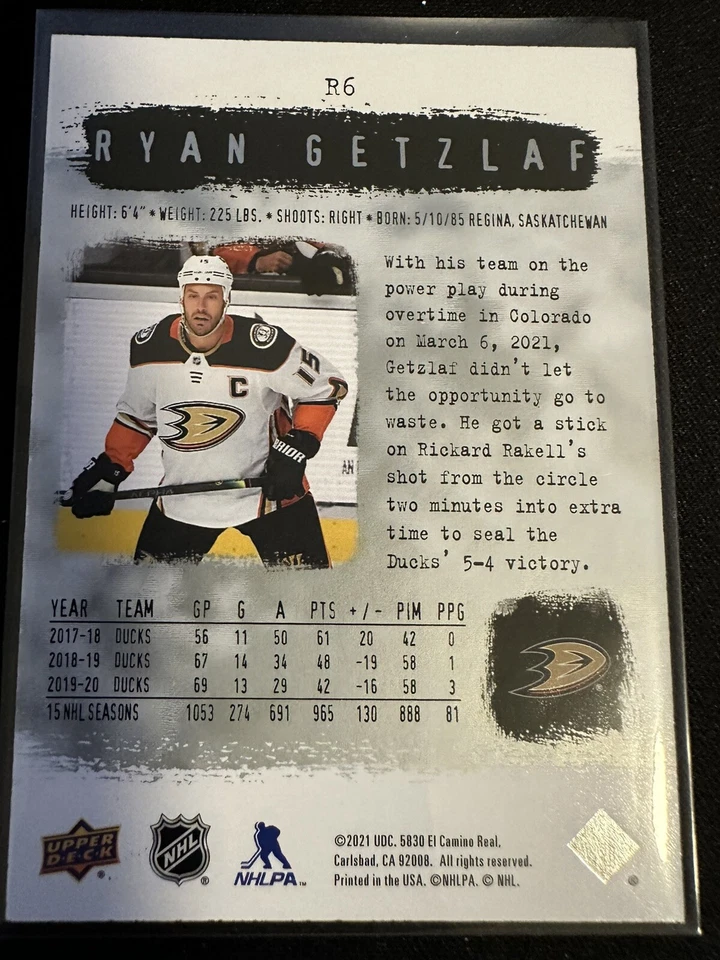 R6
RYAN GETZLAF
HEIGHT: 6'4" * WEIGHT: 225 LBS. * SHOOTS: RIGHT * BORN: 5/10/85 REGINA, SASKATCHEWAN
With his team on the
power play during
overtime in Colorado
on March 6, 2021,
Getzlaf didn't let
the opportunity go to
waste. He got a stick
on Rickard Rakell's
shot from the circle
two minutes into extra
time to seal the
Ducks' 5-4 victory.
15
15
C
RRIOR
ALPHA
AN
YEAR TEAM GP G A PTS +/- PIM PPG
2017-18 DUCKS 56 11 50 61 20 42 0
2018-19 DUCKS 67 14 34 48 -19 58 1
2019-20 DUCKS 69 13 29 42 -16 58 3
15 NHL SEASONS 1053 274 691 965 130 888 81
UPPER
DECK
®
NHL
®
NHLPA™
©2021 UDC. 5830 El Camino Real,
Carlsbad, CA 92008. All rights reserved.
Printed in the USA. ©NHLPA. © NHL.
®